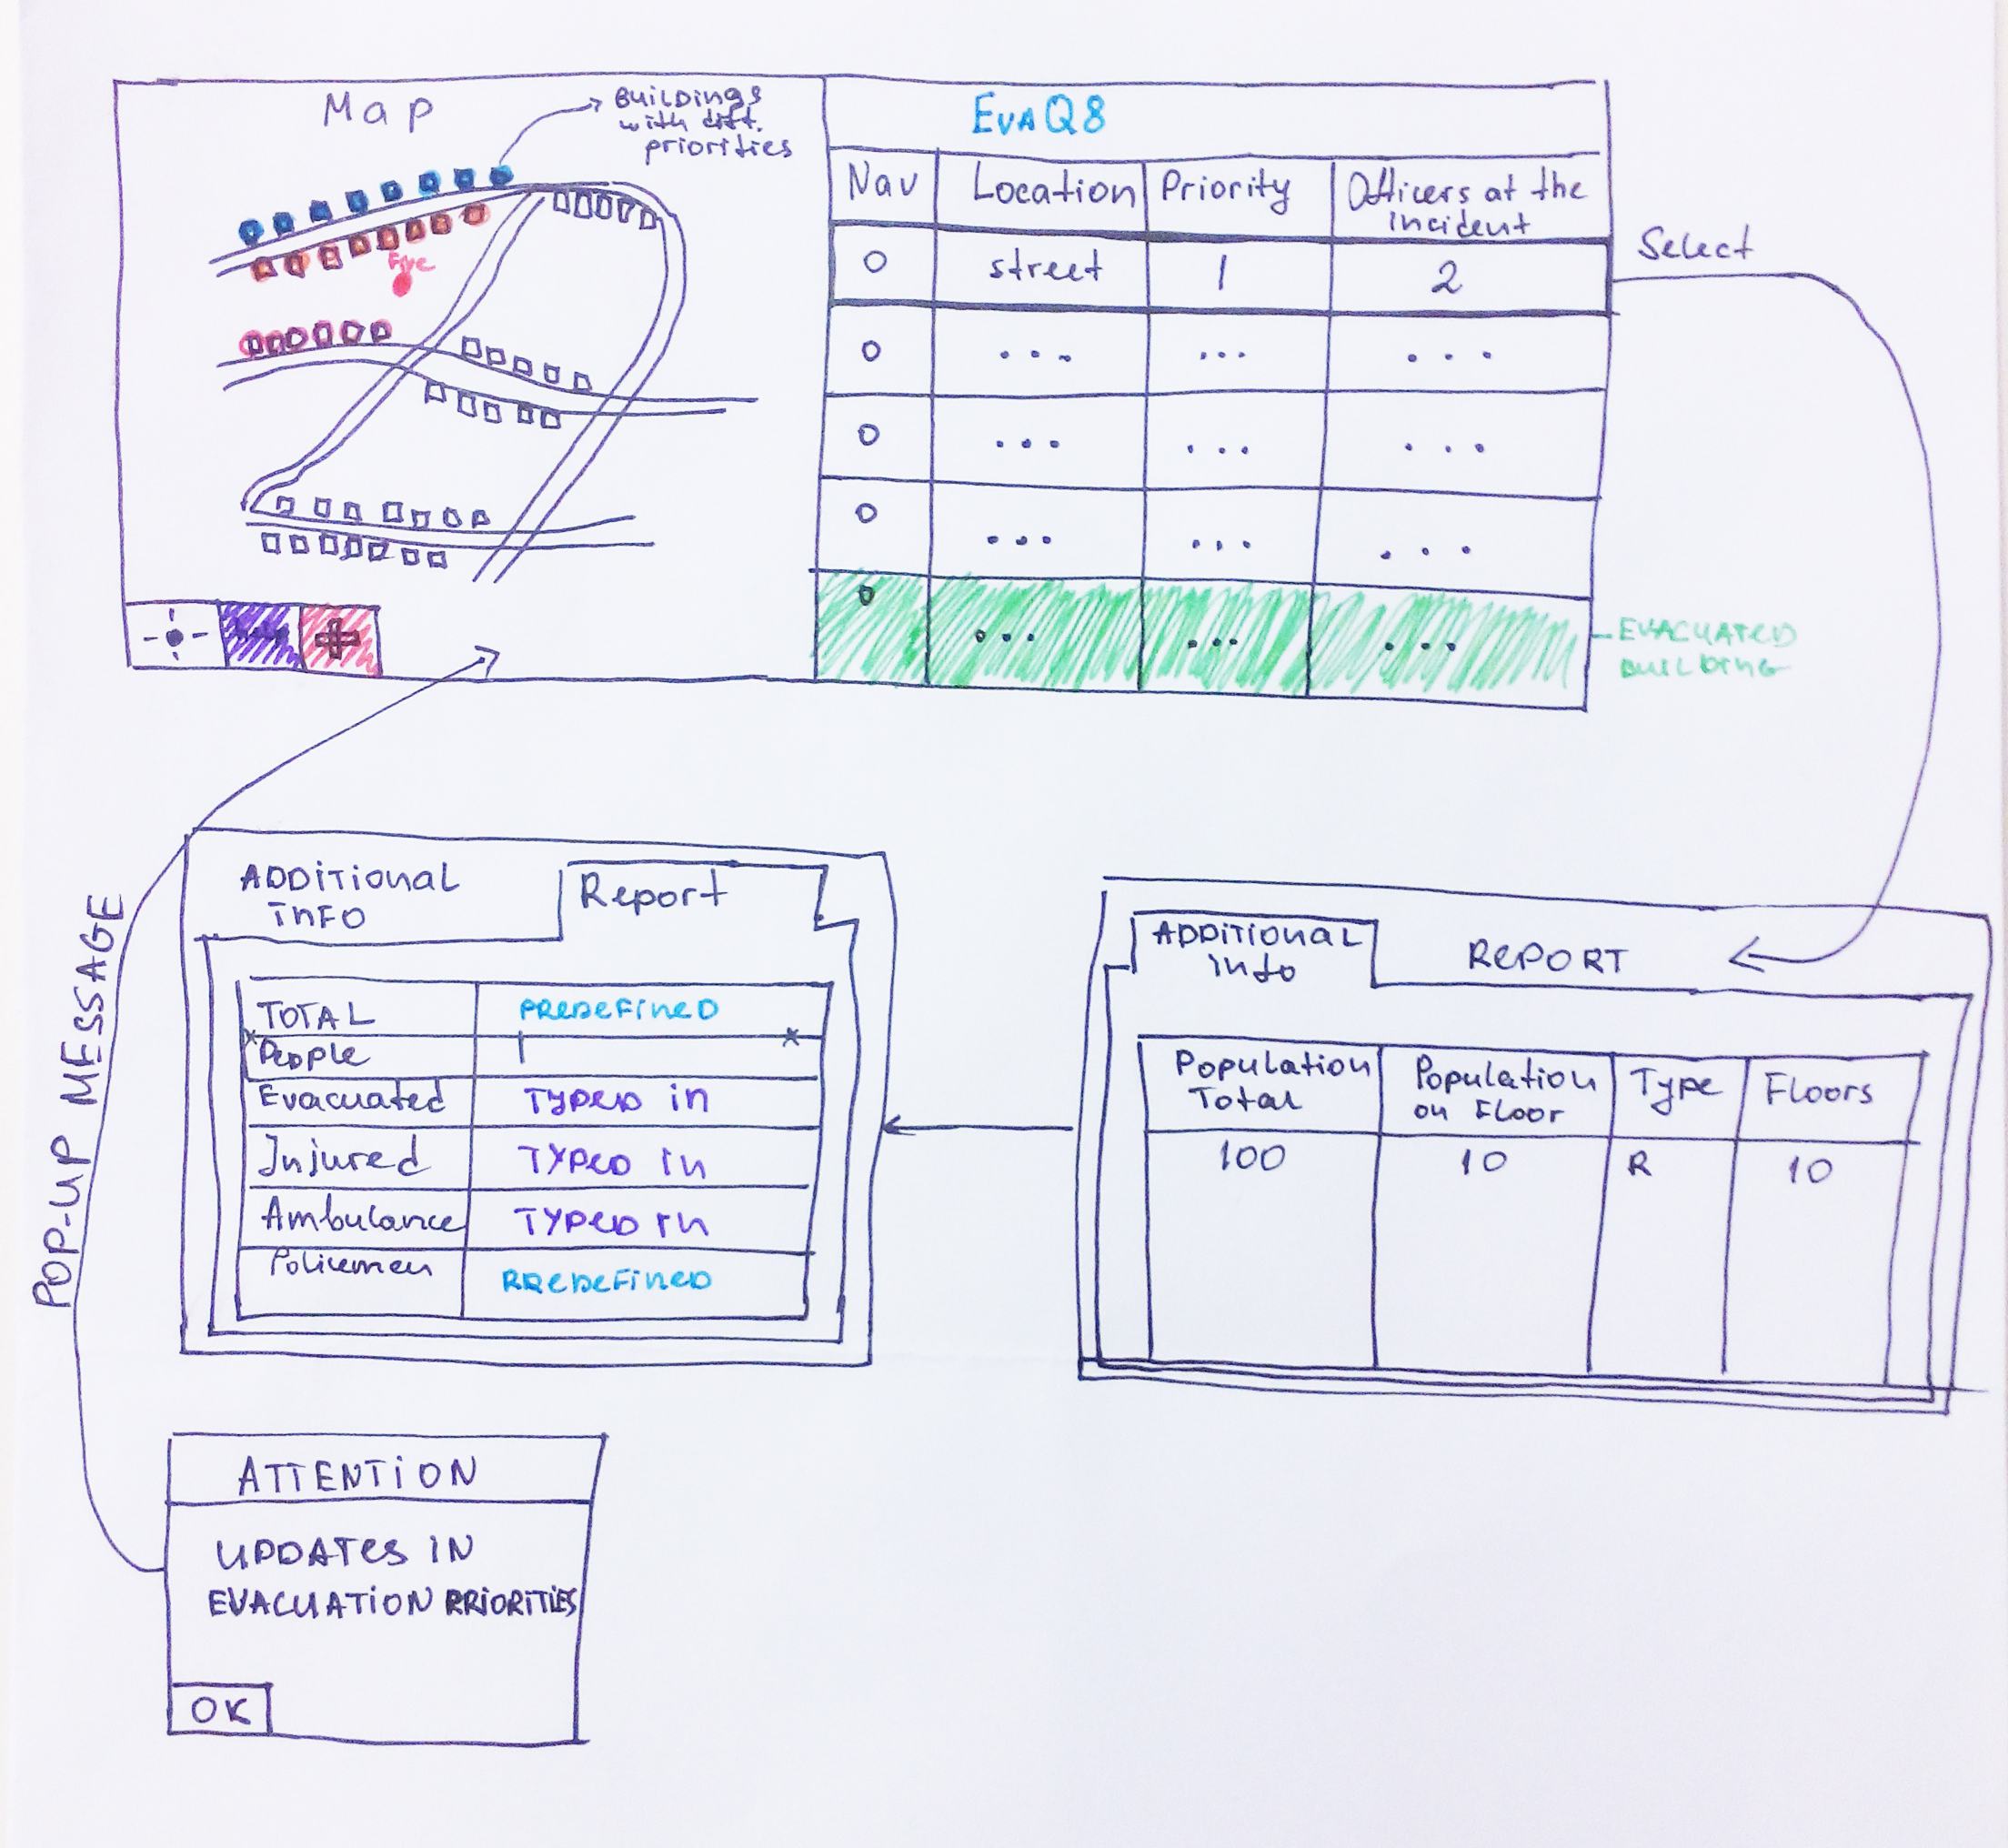 Map
BUILDINGS
with diff.
priorities
Fire
EVAQ8
Nav
Location
Priority
Officers at the
incident
street
1
2
...
...
...
...
...
...
...
...
...
...
...
...
Select
EVACUATED
BUILDING
POP-UP MESSAGE
ADDITIONAL
INFO
Report
TOTAL
PREDEFINED
People
Evacuated
TYPED in
Injured
TYPED in
Ambulance
TYPED in
Policemen
PREDEFINED
ADDITIONAL
info
REPORT
Population
Total
Population
on Floor
Type
Floors
100
10
R
10
ATTENTION
UPDATES IN
EVACUATION PRIORITIES
OK